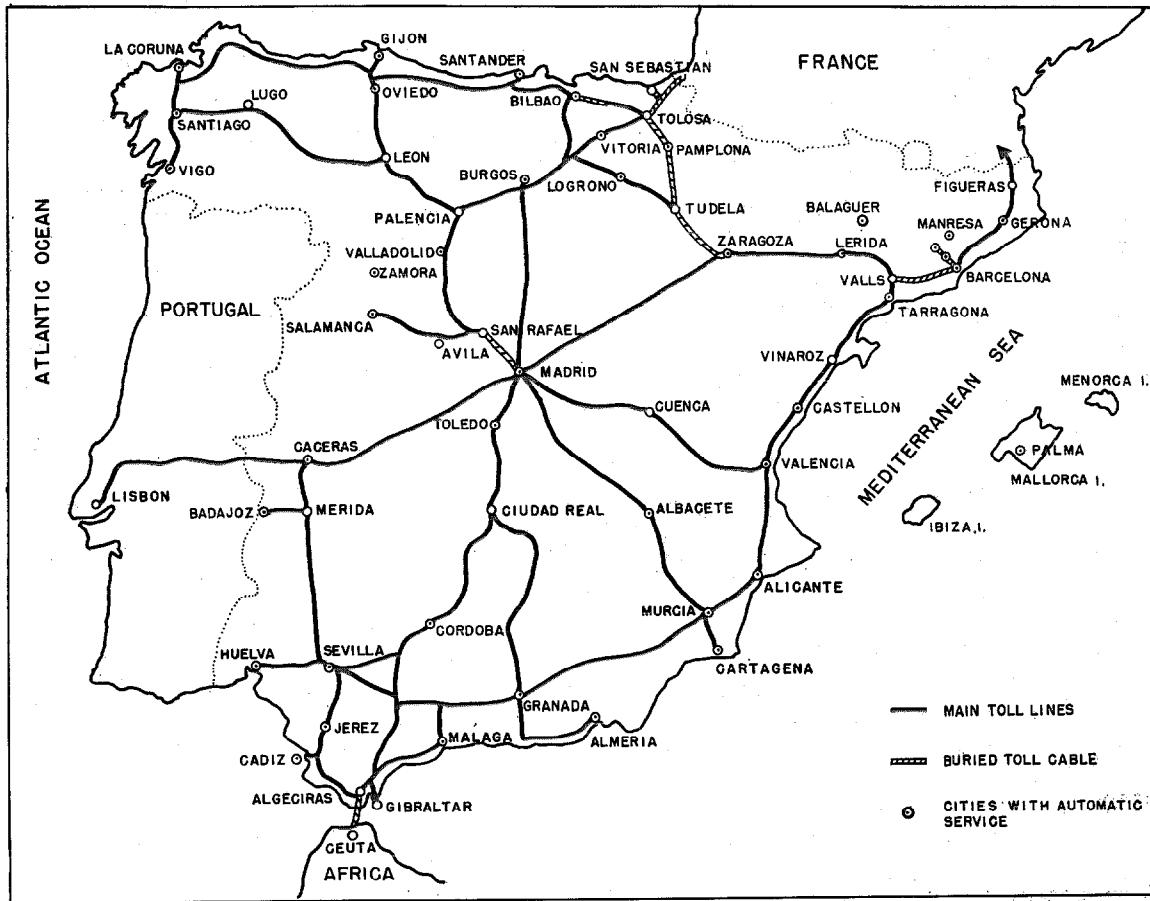 GIJON
LA CORUNA
SANTANDER
SAN SEBASTIAN
FRANCE
LUGO
OVIEDO
BILBAO
SANTIAGO
TOLOSA
VITORIA
PAMPLONA
LEON
VIGO
BURGOS
LOGRONO
FIGUERAS
PALENCIA
TUDELA
BALAGUER
MANRESA
GERONA
VALLADOLID
ZARAGOZA
LERIDA
ZAMORA
VALLS
BARCELONA
ATLANTIC OCEAN
PORTUGAL
SALAMANCA
SAN RAFAEL
TARRAGONA
AVILA
VINAROZ
MADRID
MENORCA I.
CUENCA
CASTELLON
TOLEDO
MEDITERRANEAN SEA
CACERAS
PALMA
VALENCIA
MALLORCA I.
LISBON
BADAJOZ
MERIDA
CIUDAD REAL
ALBACETE
IBIZA, I.
ALICANTE
MURCIA
CORDOBA
HUELVA
SEVILLA
CARTAGENA
GRANADA
MAIN TOLL LINES
JEREZ
MALAGA
ALMERIA
CADIZ
BURIED TOLL CABLE
ALGECIRAS
GIBRALTAR
CITIES WITH AUTOMATIC
SERVICE
CEUTA
AFRICA